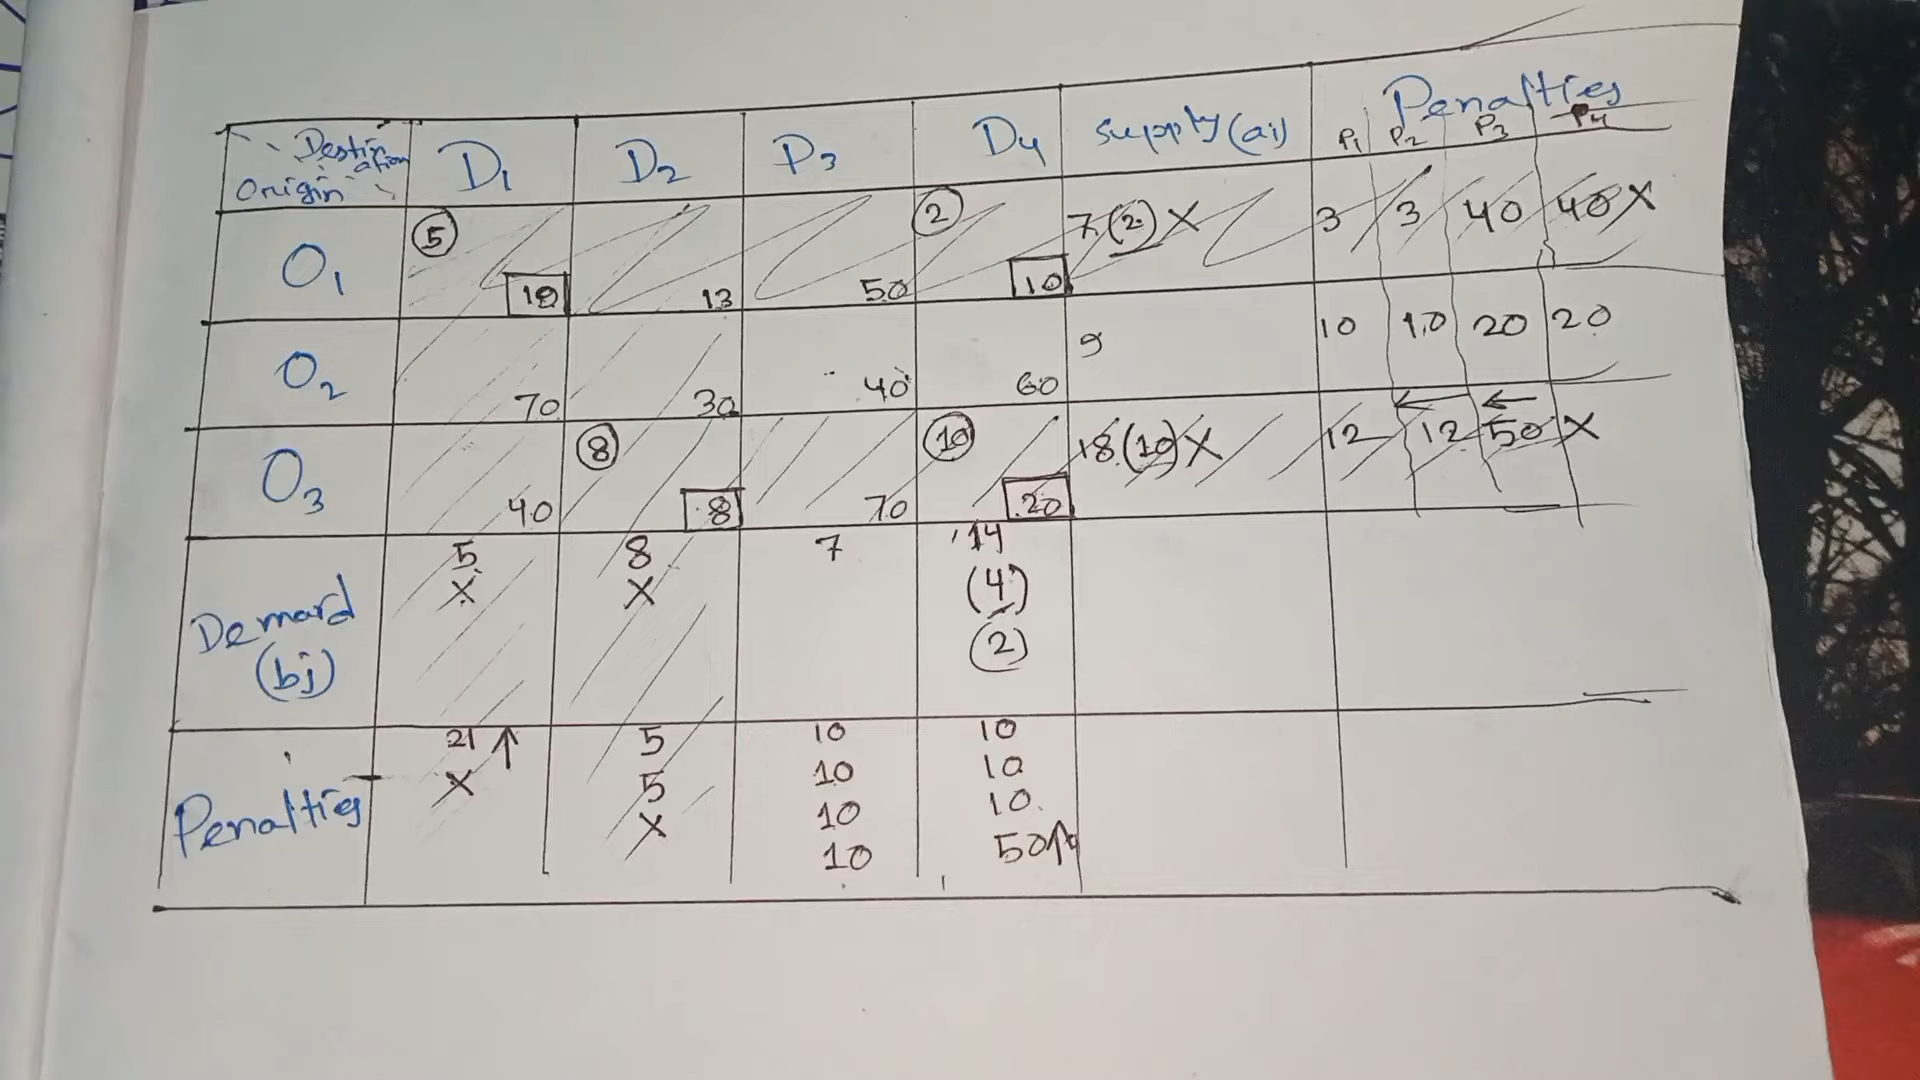 Destination Origin D1 D2 P3 D4 supply (ai) Penalties
P1 P2 P3 P4
O1 5 10 13 50 2 10 7 (2) X 3 3 40 40 X
O2 70 30 40 60 9 10 10 20 20
O3 40 8 8 70 10 20 18 (10) X 12 12 50 X
Demand (bj) 5 X 8 X 7 14 (4) 2
Penalties 21 ↑ X 5 5 X 10 10 10 10 10 10 10 50 ↑